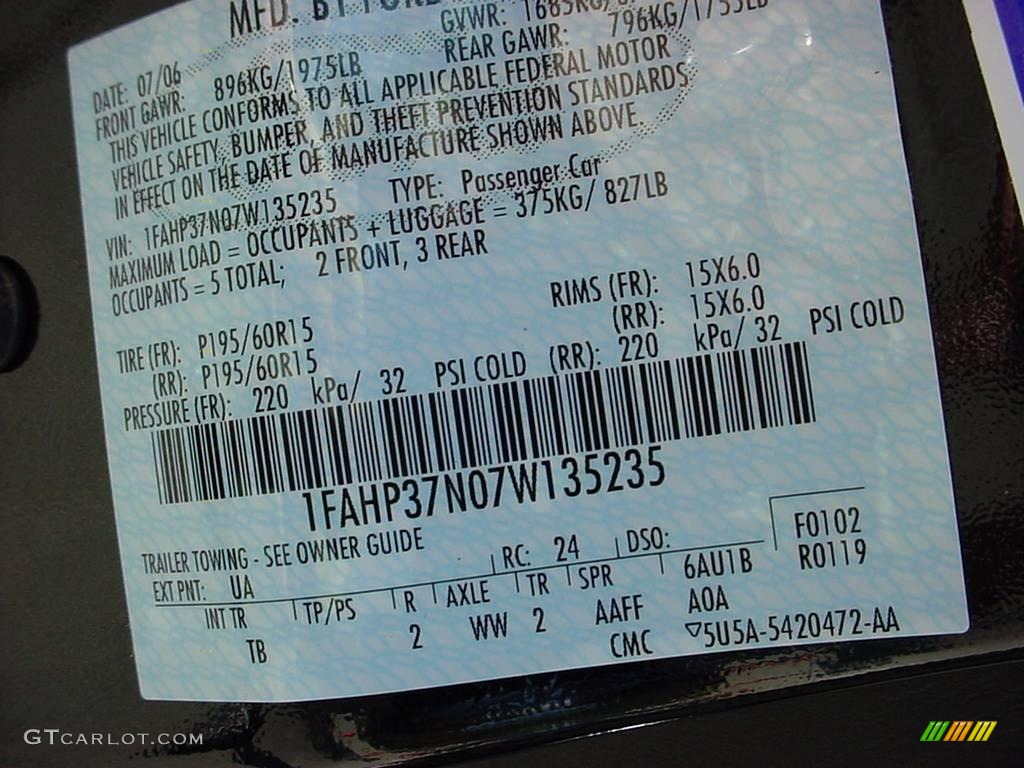 MFD. BY
GVWR:
DATE: 07/06
REAR GAWR: 796KG/1755LB
FRONT GAWR: 896KG/1975LB
THIS VEHICLE CONFORMS TO ALL APPLICABLE FEDERAL MOTOR
VEHICLE SAFETY, BUMPER, AND THEFT PREVENTION STANDARDS
IN EFFECT ON THE DATE OF MANUFACTURE SHOWN ABOVE.
VIN: 1FAHP37N07W135235 TYPE: Passenger Car
MAXIMUM LOAD = OCCUPANTS + LUGGAGE = 375KG/ 827LB
OCCUPANTS = 5 TOTAL; 2 FRONT, 3 REAR
TIRE (FR): P195/60R15 RIMS (FR): 15X6.0
(RR): P195/60R15 (RR): 15X6.0
PRESSURE (FR): 220 kPa/ 32 PSI COLD (RR): 220 kPa/ 32 PSI COLD
1FAHP37N07W135235
TRAILER TOWING - SEE OWNER GUIDE
EXT PNT: UA RC: 24 DSO: F0102
R0119
INT TR TP/PS R AXLE TR SPR 6AU1B
TB 2 WW 2 AAFF A0A
CMC 5U5A-5420472-AA
GTCARLOT.COM